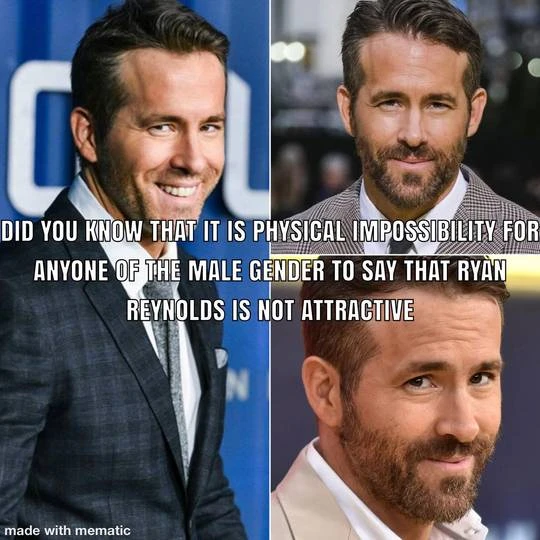 DID YOU KNOW THAT IT IS PHYSICAL IMPOSSIBILITY FOR
ANYONE OF THE MALE GENDER TO SAY THAT RYAN
REYNOLDS IS NOT ATTRACTIVE
N
made with mematic